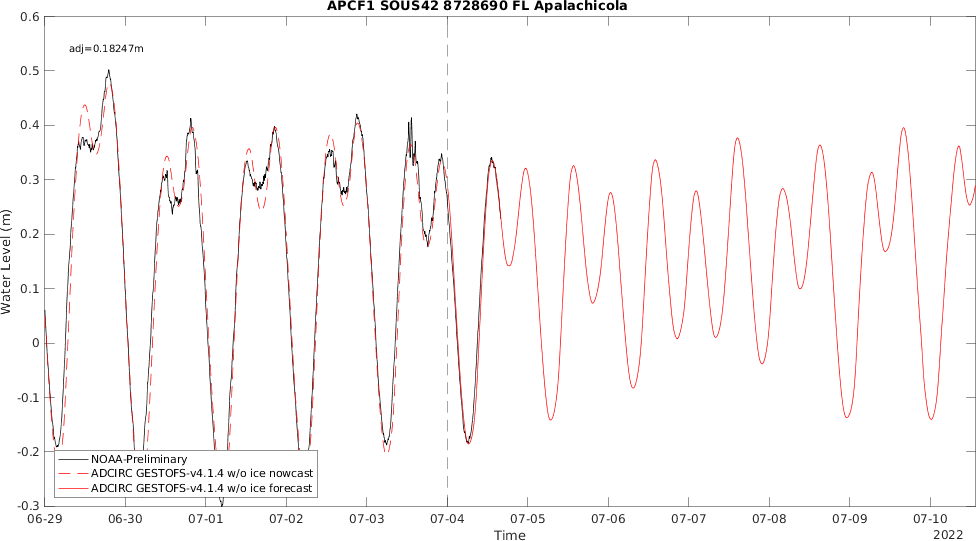 APCF1 SOUS42 8728690 FL Apalachicola
adj=0.18247m
0.6
0.5
0.4
0.3
0.2
0.1
0
-0.1
-0.2
-0.3
Water Level (m)
NOAA-Preliminary
ADCIRC GESTOFS-v4.1.4 w/o ice nowcast
ADCIRC GESTOFS-v4.1.4 w/o ice forecast
06-29 06-30 07-01 07-02 07-03 07-04 07-05 07-06 07-07 07-08 07-09 07-10
Time
2022